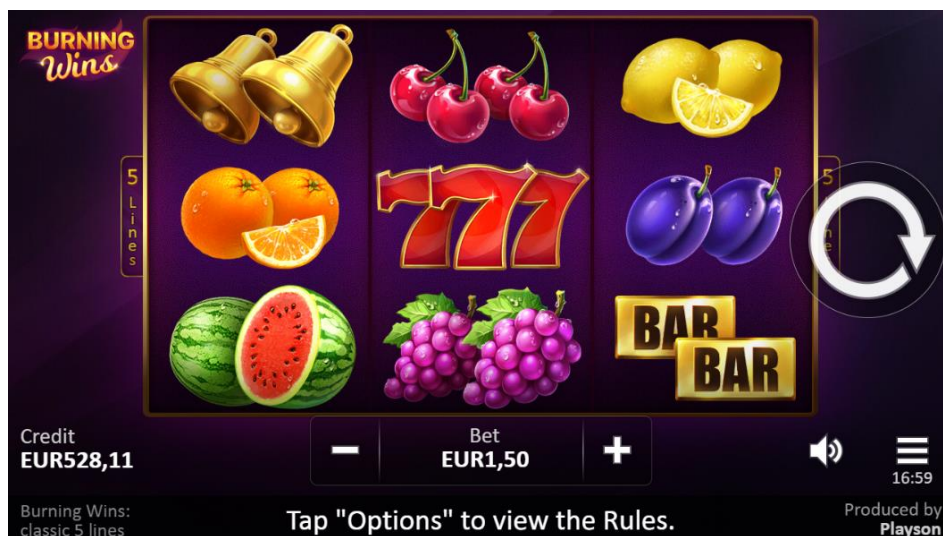 BURNING
Wins
777
5
Lines
5
BAR
BAR
Credit
EUR528,11
Bet
EUR1,50
16:59
Burning Wins:
classic 5 lines
Tap "Options" to view the Rules.
Produced by
Playson